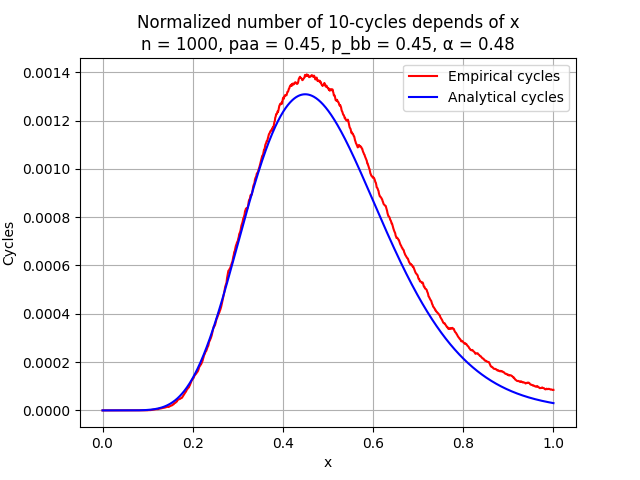 Normalized number of 10-cycles depends of x
n = 1000, paa = 0.45, p_bb = 0.45, α = 0.48
Empirical cycles
Analytical cycles
0.0014
0.0012
0.0010
0.0008
0.0006
0.0004
0.0002
0.0000
Cycles
0.0 0.2 0.4 0.6 0.8 1.0
x